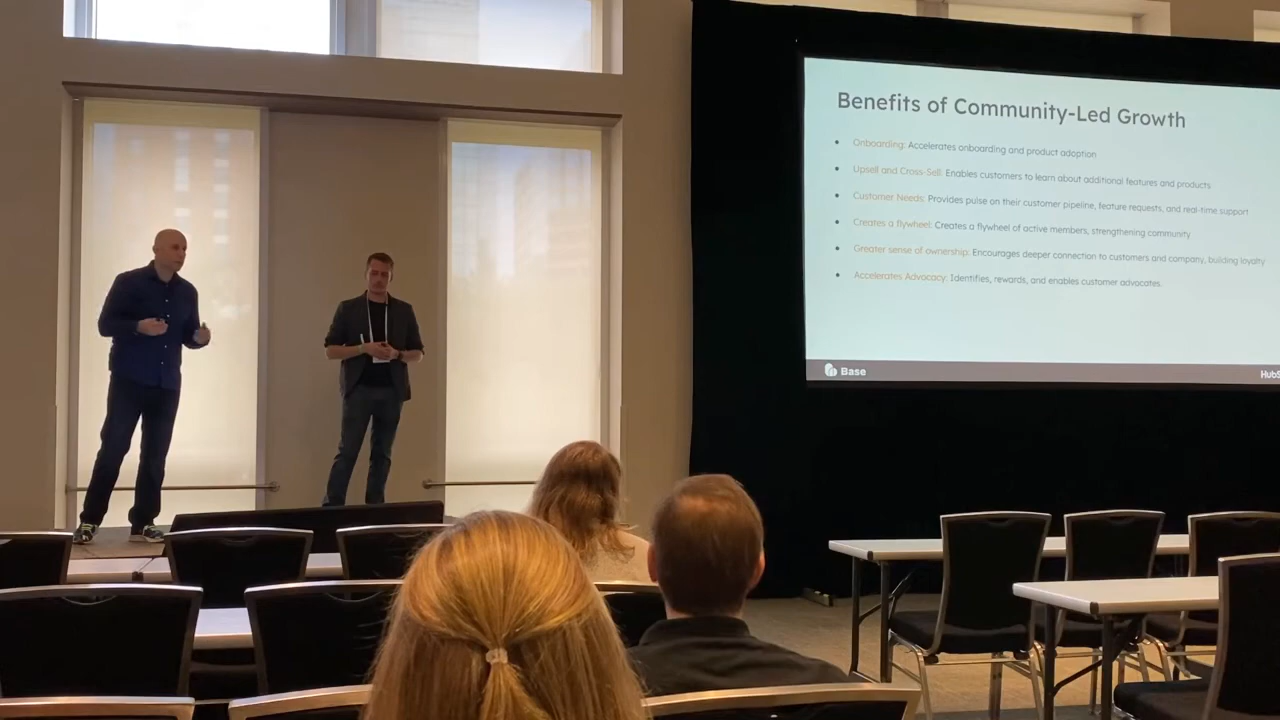 Benefits of Community-Led Growth
• Onboarding: Accelerates onboarding and product adoption
• Upsell and Cross-Sell: Enables customers to learn about additional features and products
• Customer Needs: Provides pulse on their customer pipeline, feature requests, and real-time support
• Creates a flywheel: Creates a flywheel of active members, strengthening community
• Greater sense of ownership: Encourages deeper connection to customers and company, building loyalty
• Accelerates Advocacy: Identifies, rewards, and enables customer advocates.
Base
HubS